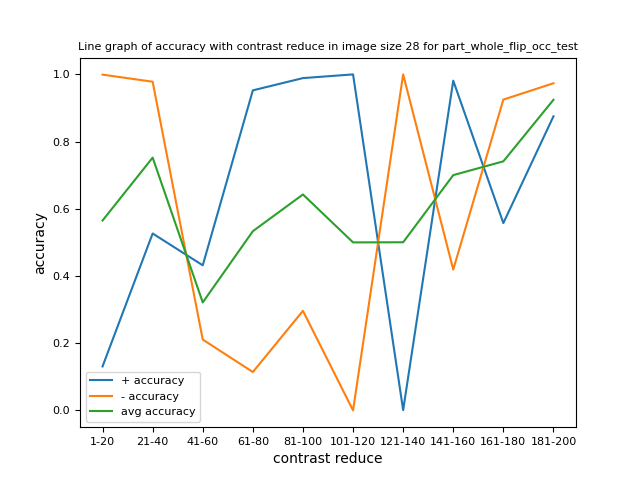 Line graph of accuracy with contrast reduce in image size 28 for part_whole_flip_occ_test
1.0
0.8
0.6
0.4
0.2
0.0
accuracy
+ accuracy
- accuracy
avg accuracy
1-20 21-40 41-60 61-80 81-100 101-120 121-140 141-160 161-180 181-200
contrast reduce